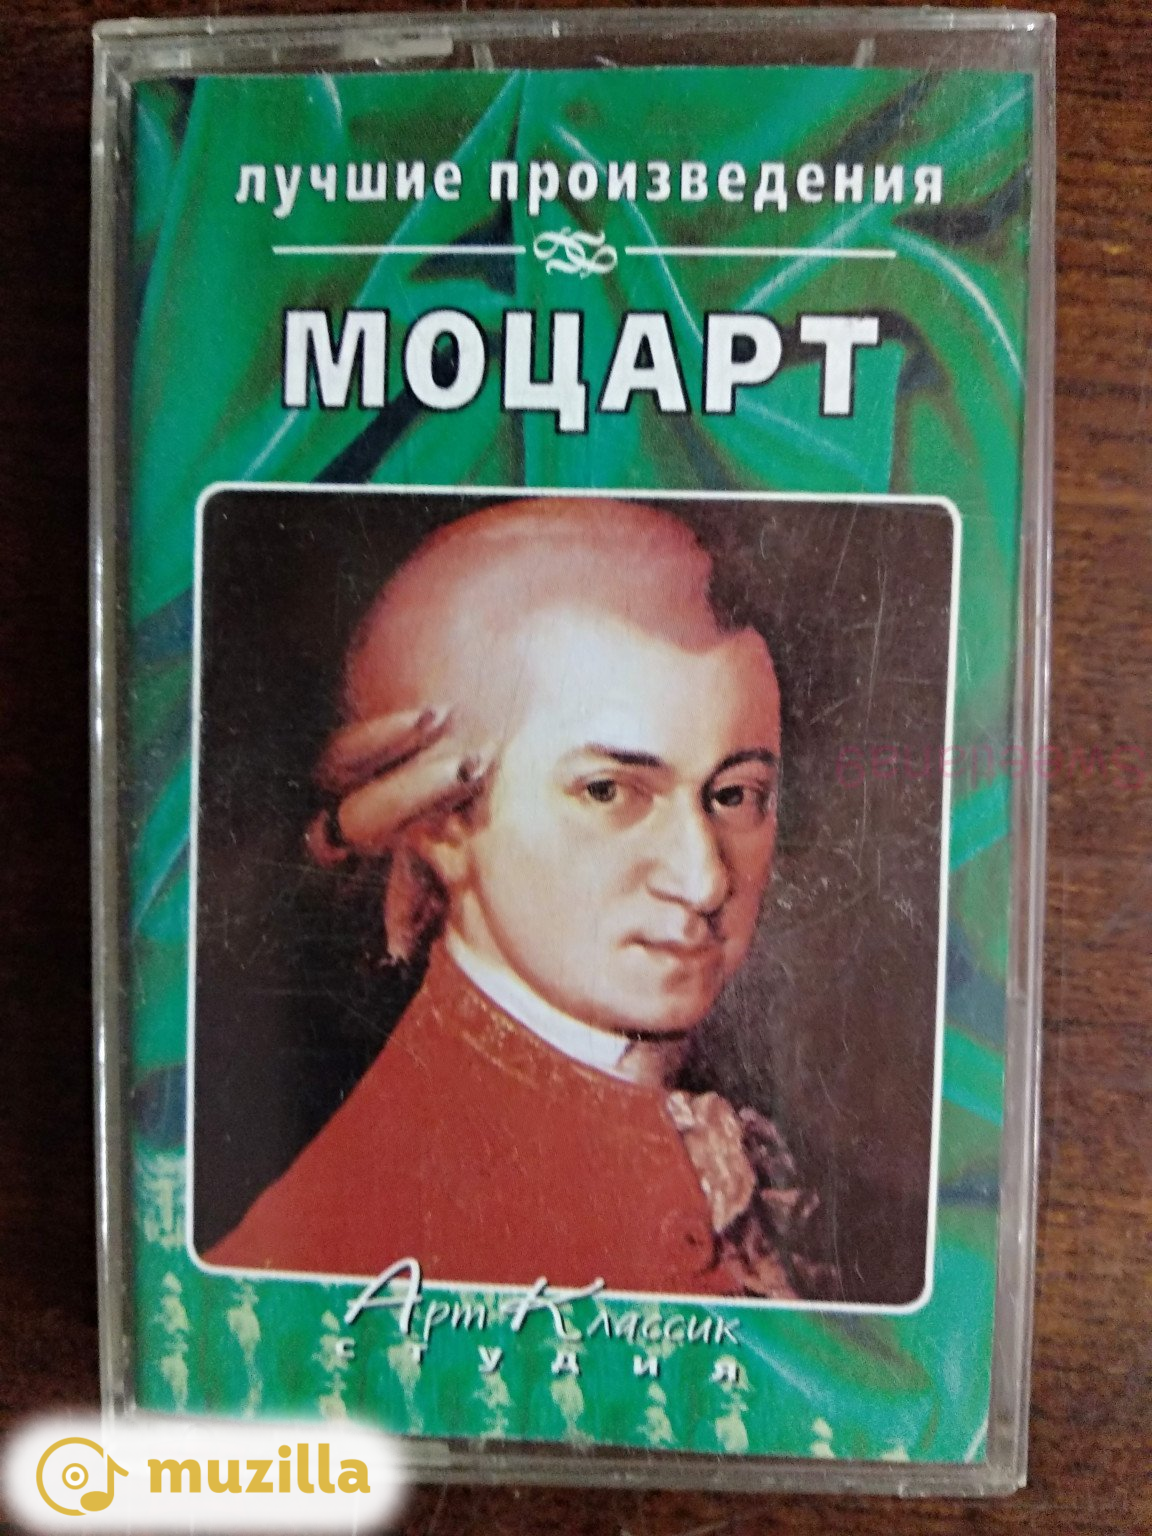 лучшие произведения
МОЦАРТ
Арт Классик
студия
muzilla